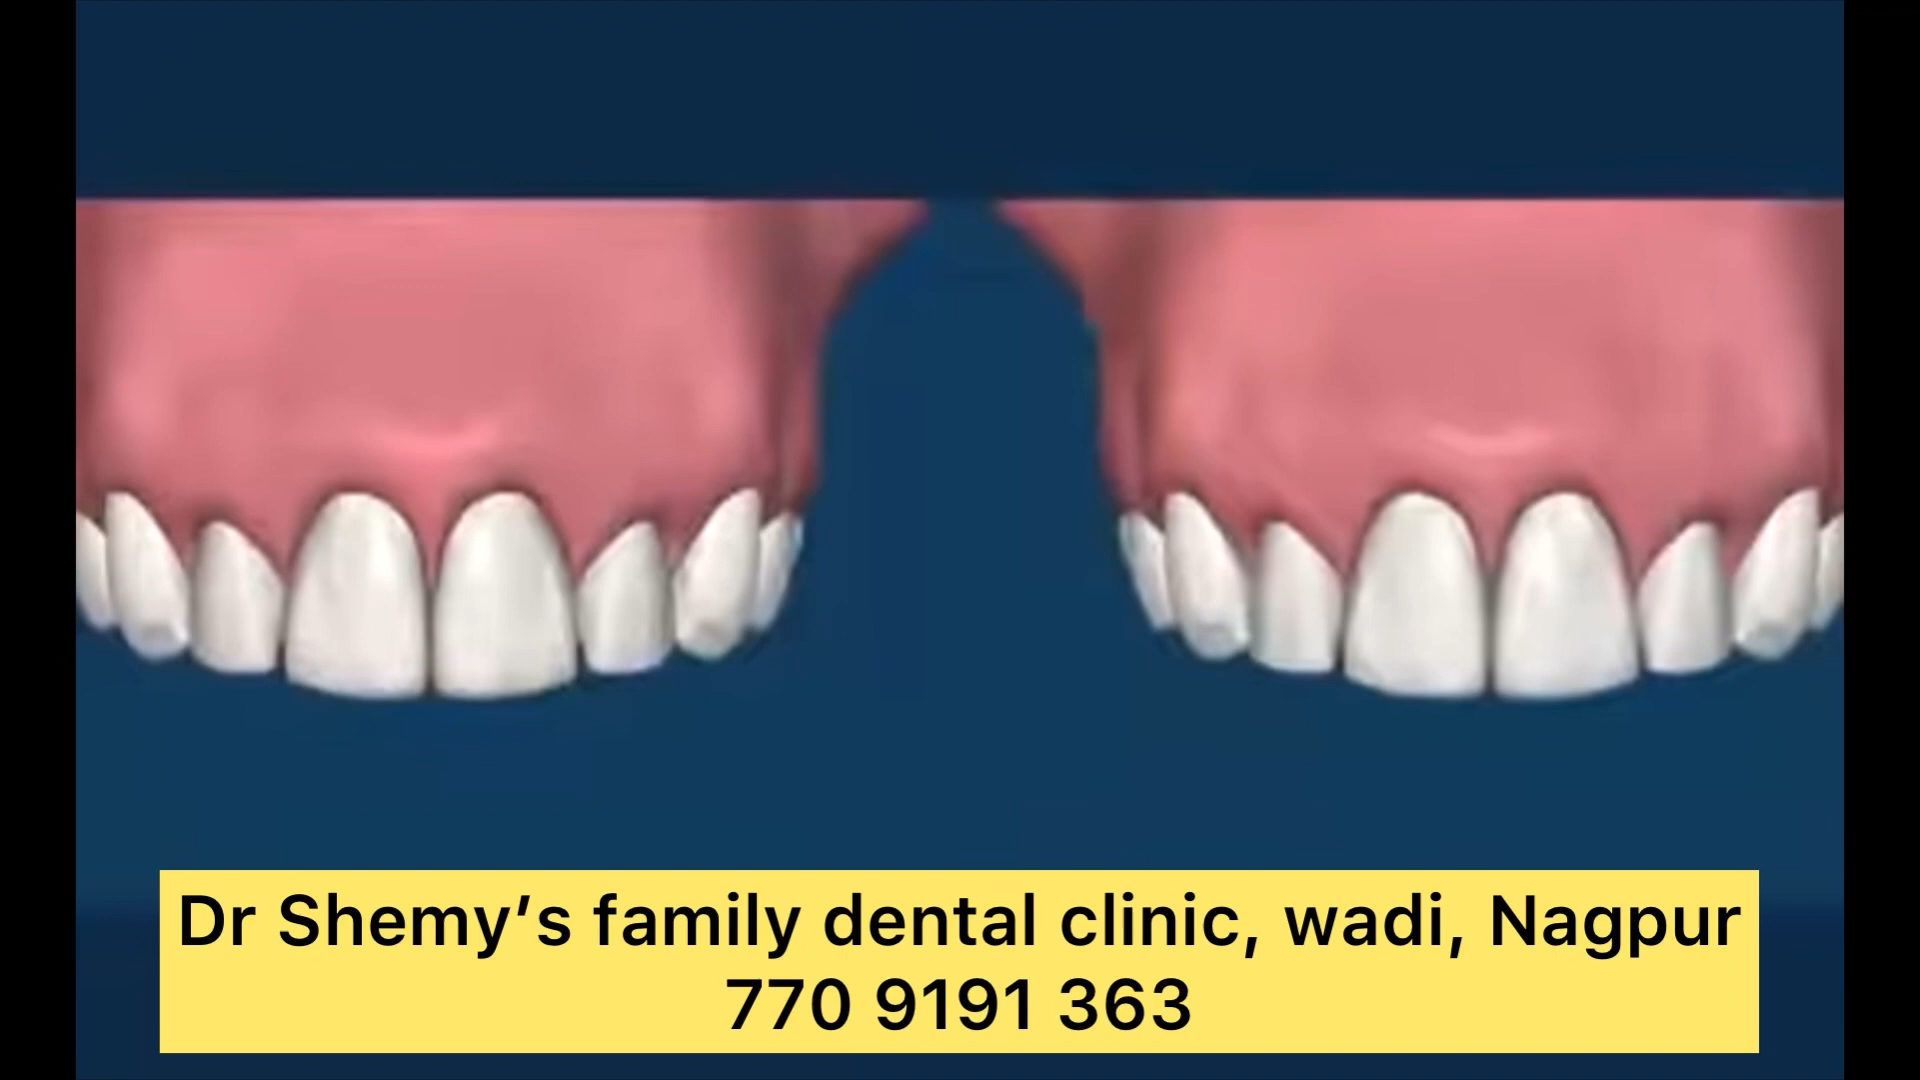 Dr Shemy’s family dental clinic, wadi, Nagpur
770 9191 363